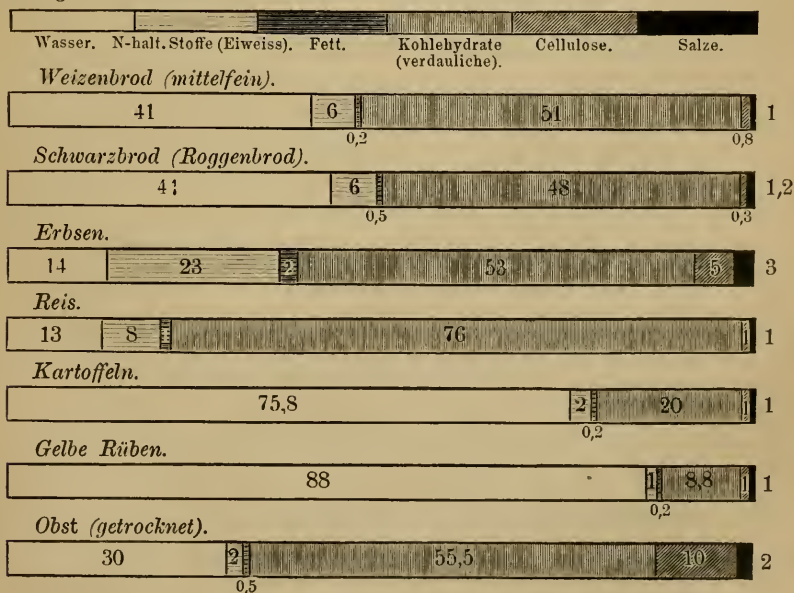 Wasser. N-halt. Stoffe (Eiweiss). Fett. Kohlehydrate Cellulose. Salze.
(verdauliche).
Weizenbrod (mittelfein).
41 6 51 1
0,2 0,8
Schwarzbrod (Roggenbrod).
6 48 1,2
0,5 0,3
Erbsen.
14 23 2 53 5 3
Reis.
13 8 76 1 1
Kartoffeln.
75,8 2 20 1 1
0,2
Gelbe Rüben.
88 1 8,8 1 1
0,2
Obst (getrocknet).
30 2 55,5 10 2
0,5